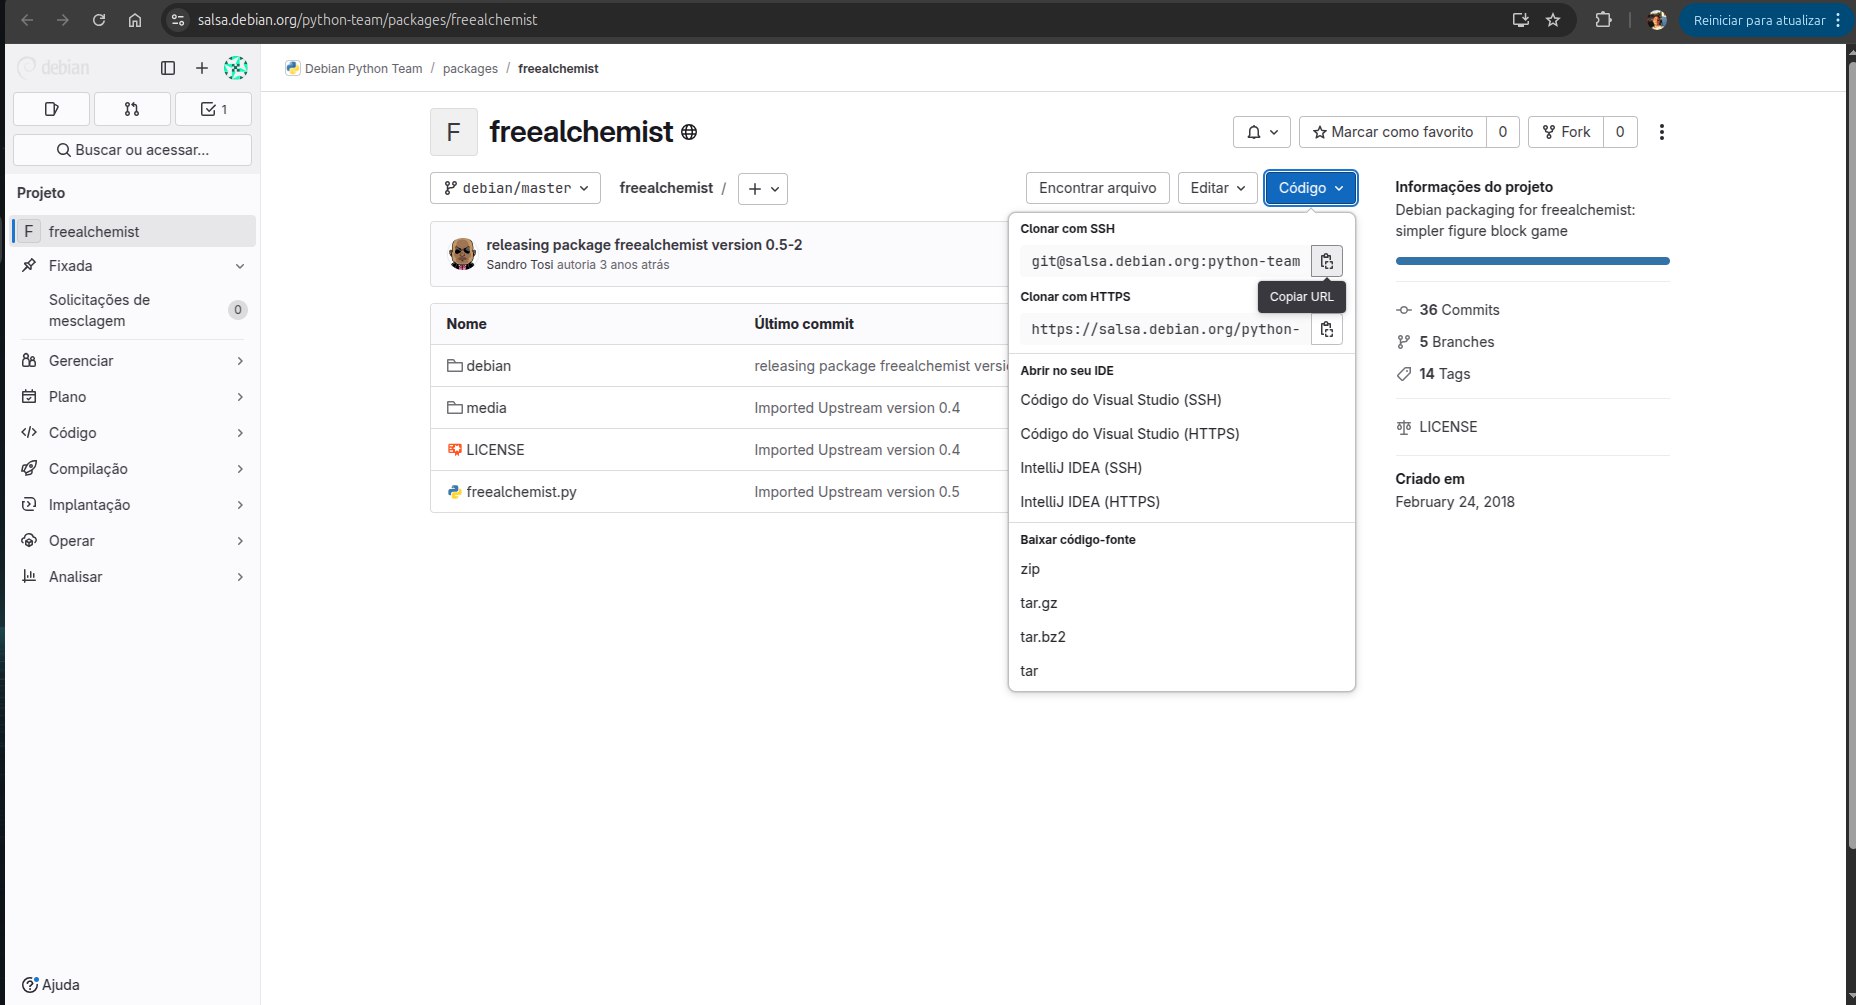 salsa.debian.org/python-team/packages/freealchemist
Reiniciar para atualizar
debian
1
Buscar ou acessar...
Projeto
F freealchemist
Fixada
Solicitações de
mesclagem
0
Gerenciar
Plano
Código
Compilação
Implantação
Operar
Analisar
Ajuda
Debian Python Team / packages / freealchemist
F freealchemist
Marcar como favorito 0 Fork 0
debian/master freealchemist / +
Encontrar arquivo Editar Código
releasing package freealchemist version 0.5-2
Sandro Tosi autoria 3 anos atrás
Nome Último commit
debian releasing package freealchemist versi
media Imported Upstream version 0.4
LICENSE Imported Upstream version 0.4
freealchemist.py Imported Upstream version 0.5
Clonar com SSH
git@salsa.debian.org:python-team
Clonar com HTTPS
Copiar URL
https://salsa.debian.org/python-
Abrir no seu IDE
Código do Visual Studio (SSH)
Código do Visual Studio (HTTPS)
IntelliJ IDEA (SSH)
IntelliJ IDEA (HTTPS)
Baixar código-fonte
zip
tar.gz
tar.bz2
tar
Informações do projeto
Debian packaging for freealchemist:
simpler figure block game
36 Commits
5 Branches
14 Tags
LICENSE
Criado em
February 24, 2018